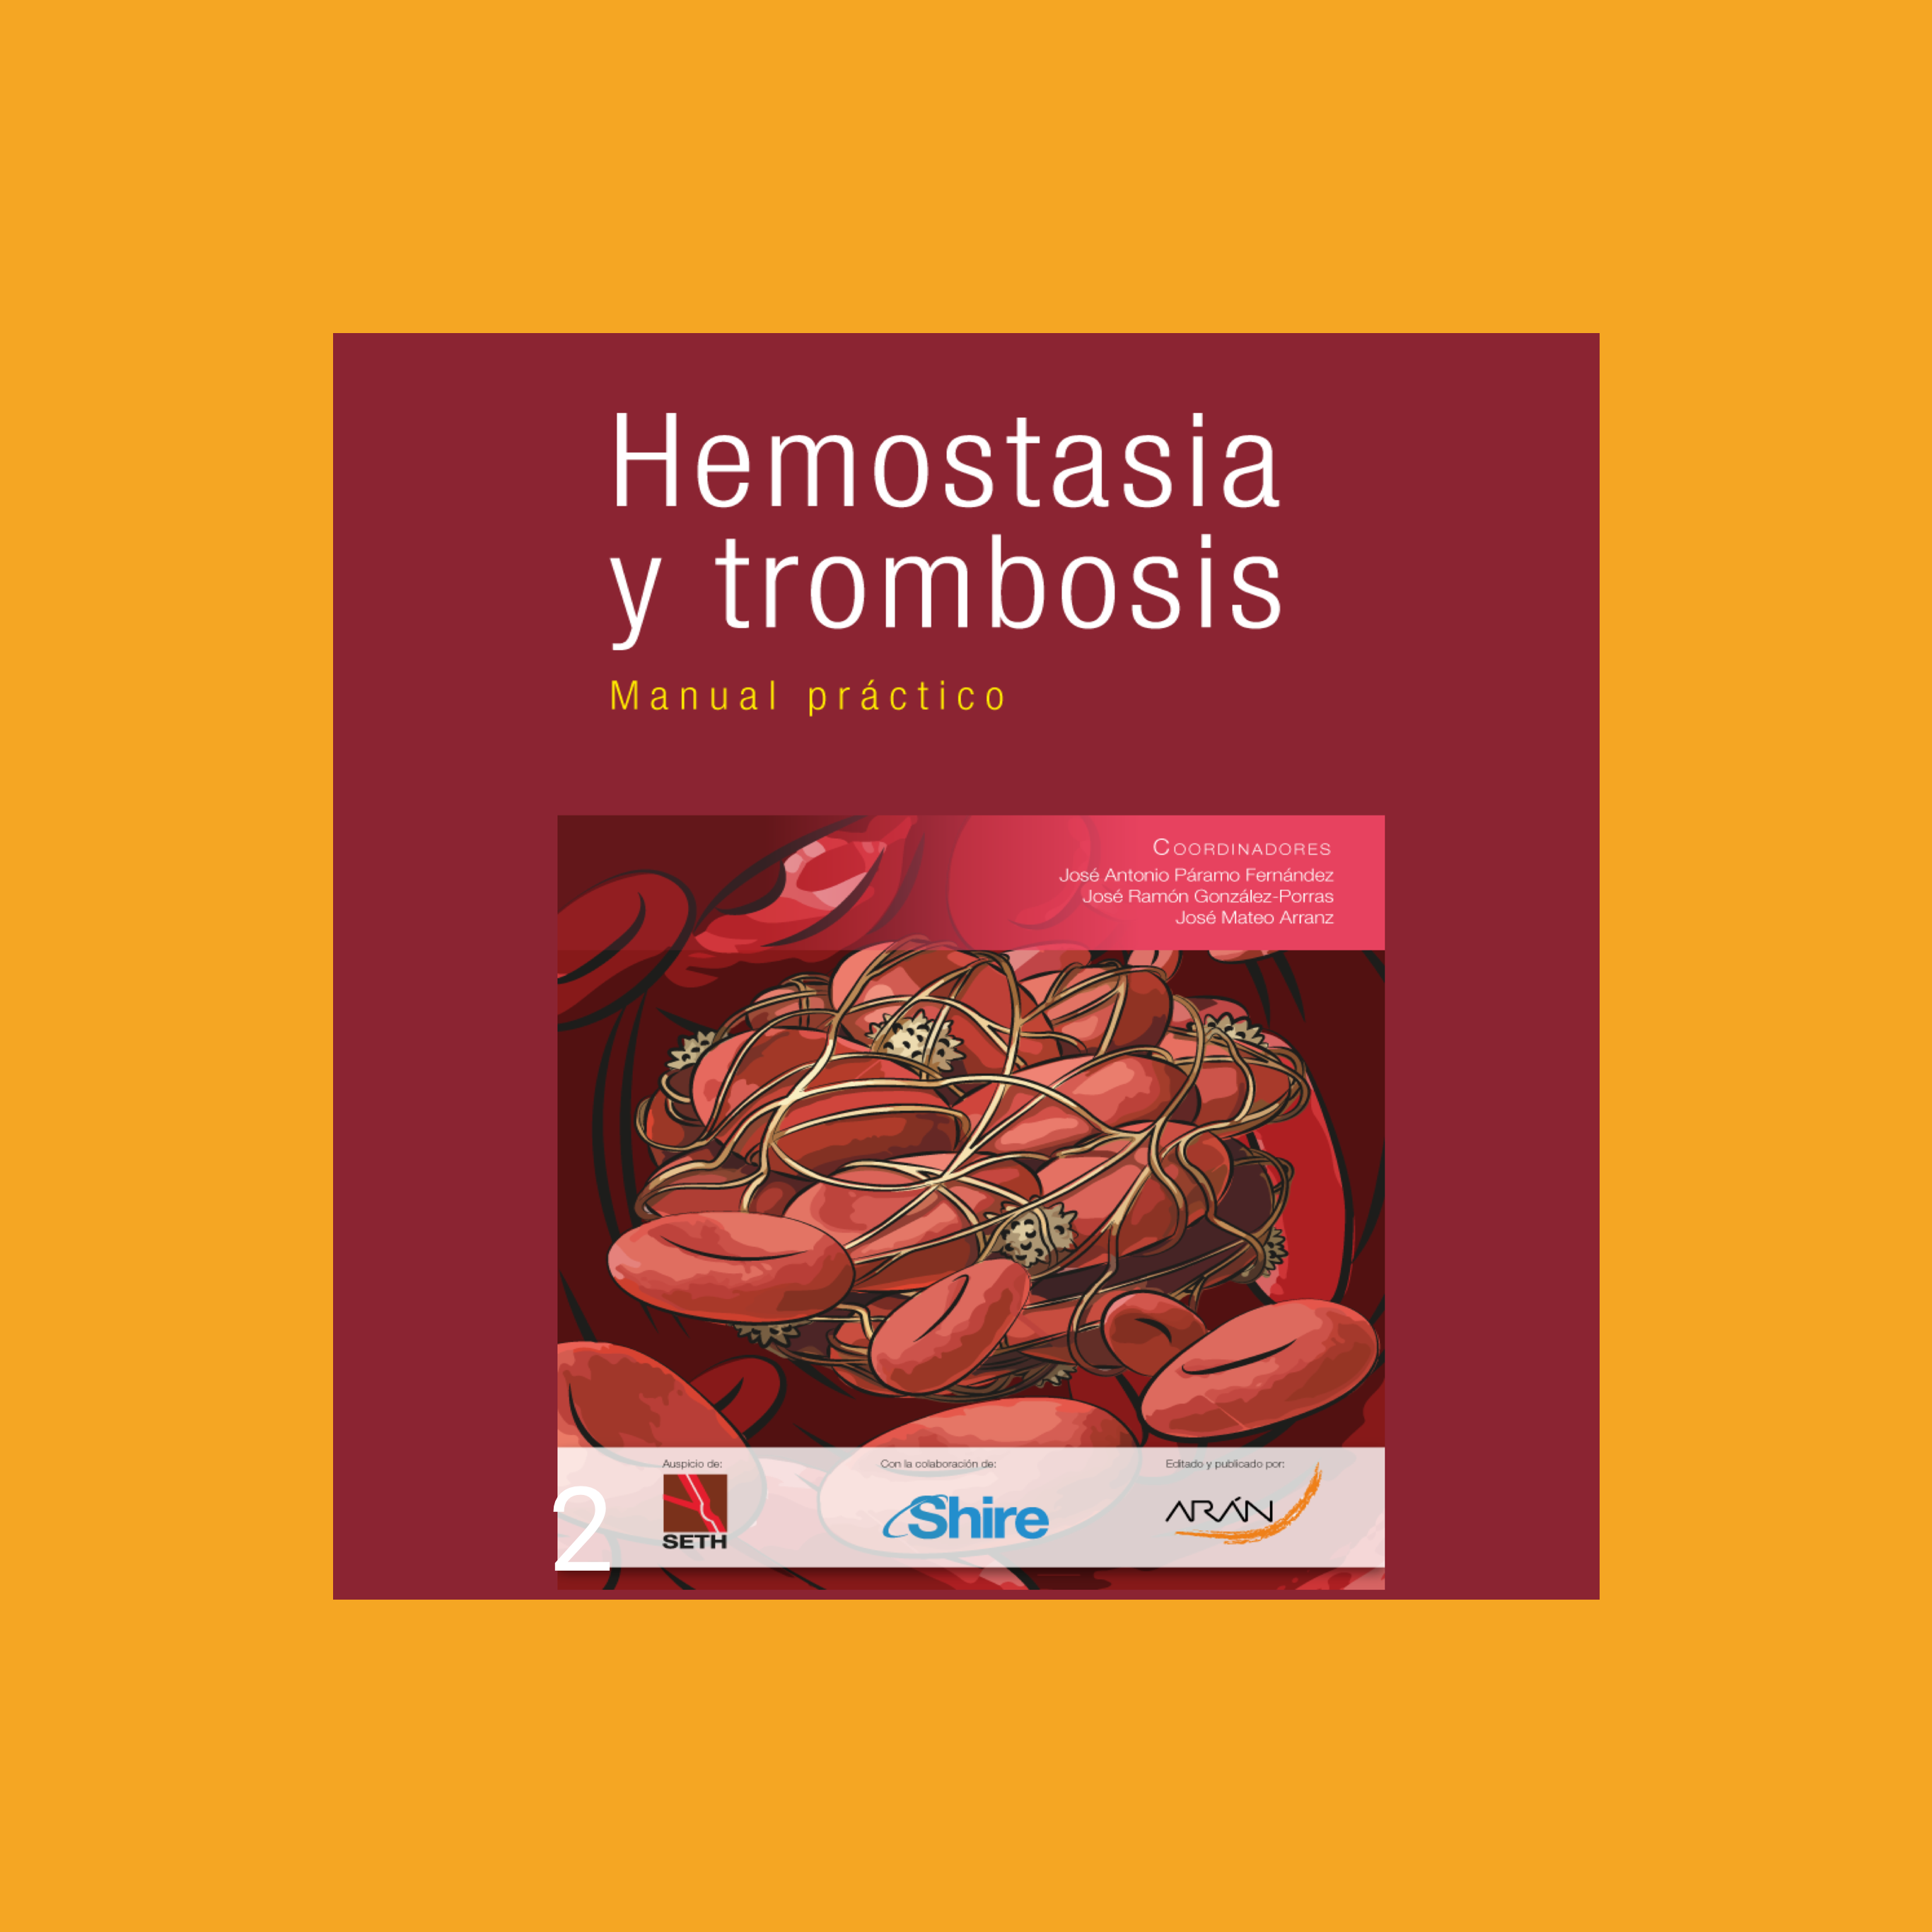 Hemostasia
y trombosis
Manual práctico
COORDINADORES
José Antonio Páramo Fernández
José Ramón González-Porras
José Mateo Arranz
Auspicio de:
SETH
Con la colaboración de:
Shire
Editado y publicado por:
ARÁN
2